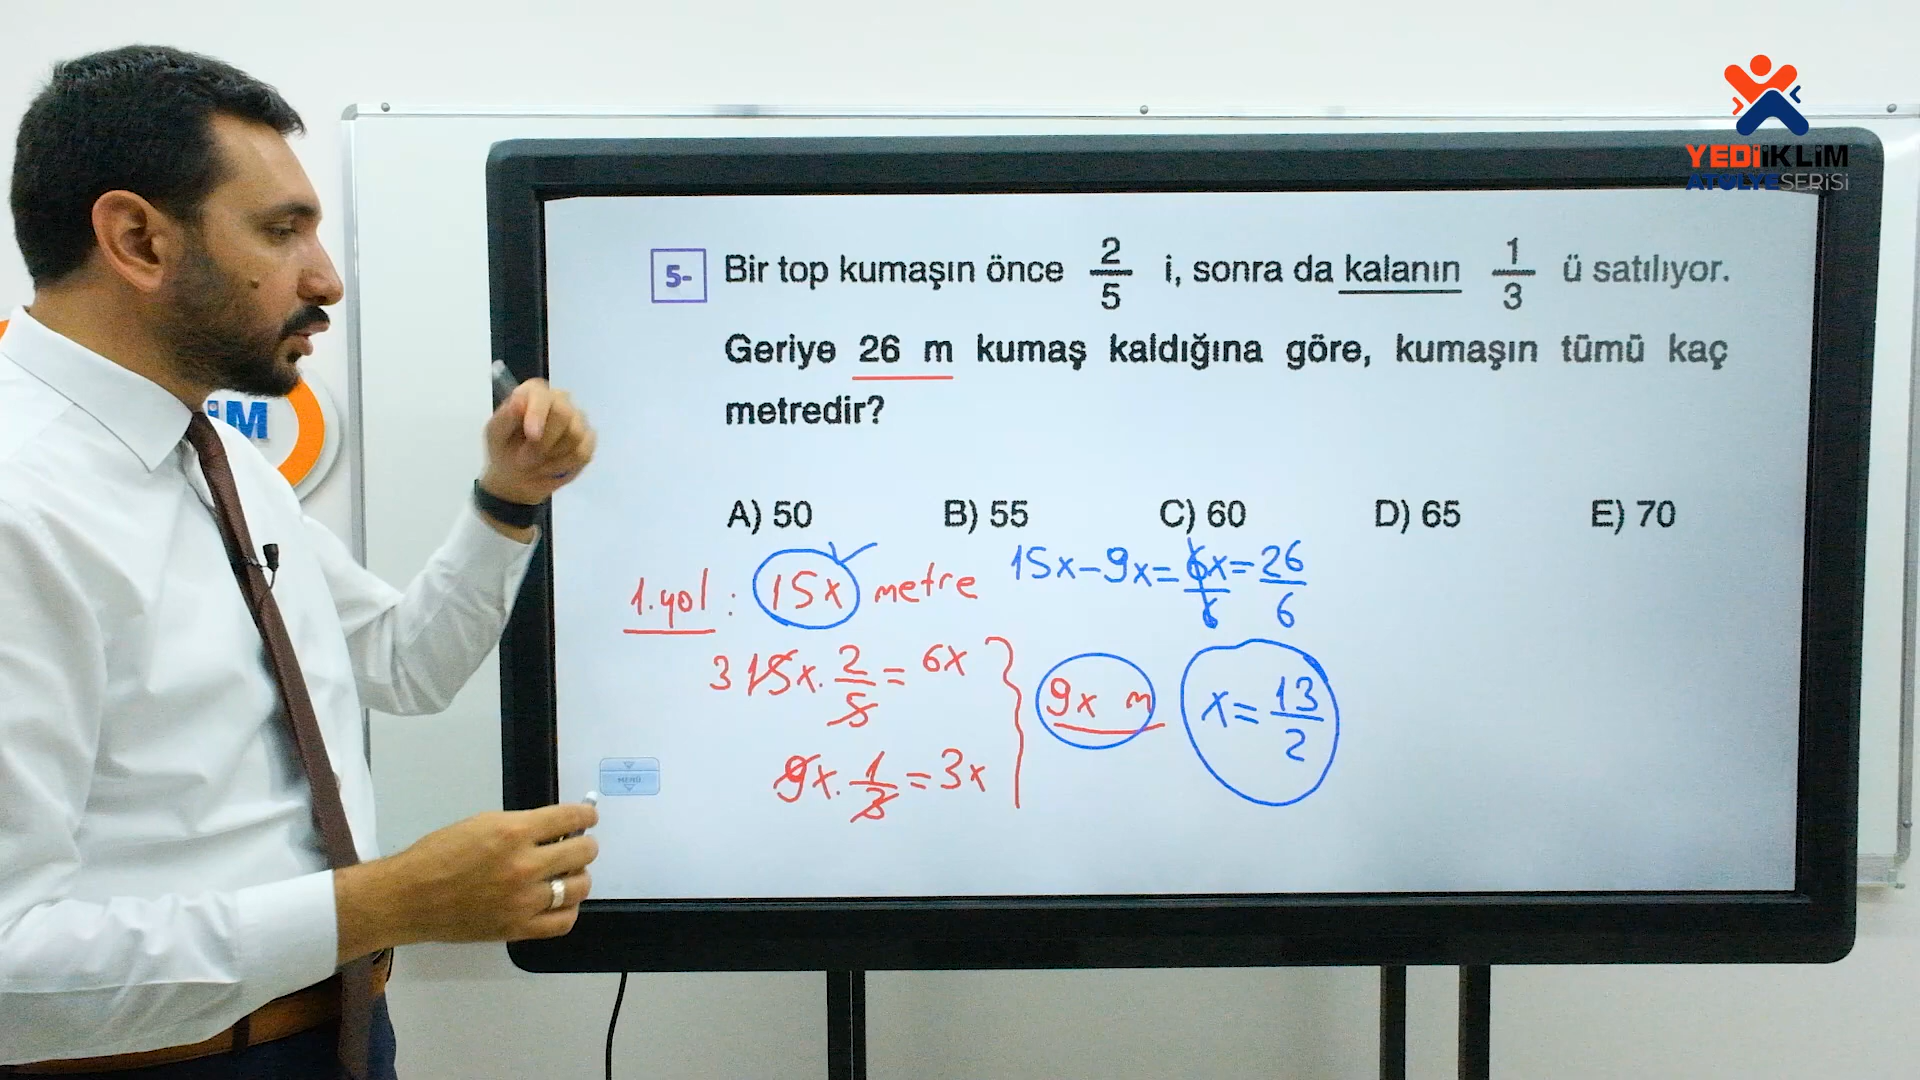 YEDİİKLİM
ATÖLYE SERİSİ
İM
5- Bir top kumaşın önce 2/5 i, sonra da kalanın 1/3 ü satılıyor.
Geriye 26 m kumaş kaldığına göre, kumaşın tümü kaç
metredir?
A) 50 B) 55 C) 60 D) 65 E) 70
1.yol : 15x metre 15x-9x=6x/6=26/6
3 15x.2/5=6x
9x m x=13/2
9x.1/3=3x
MENÜ